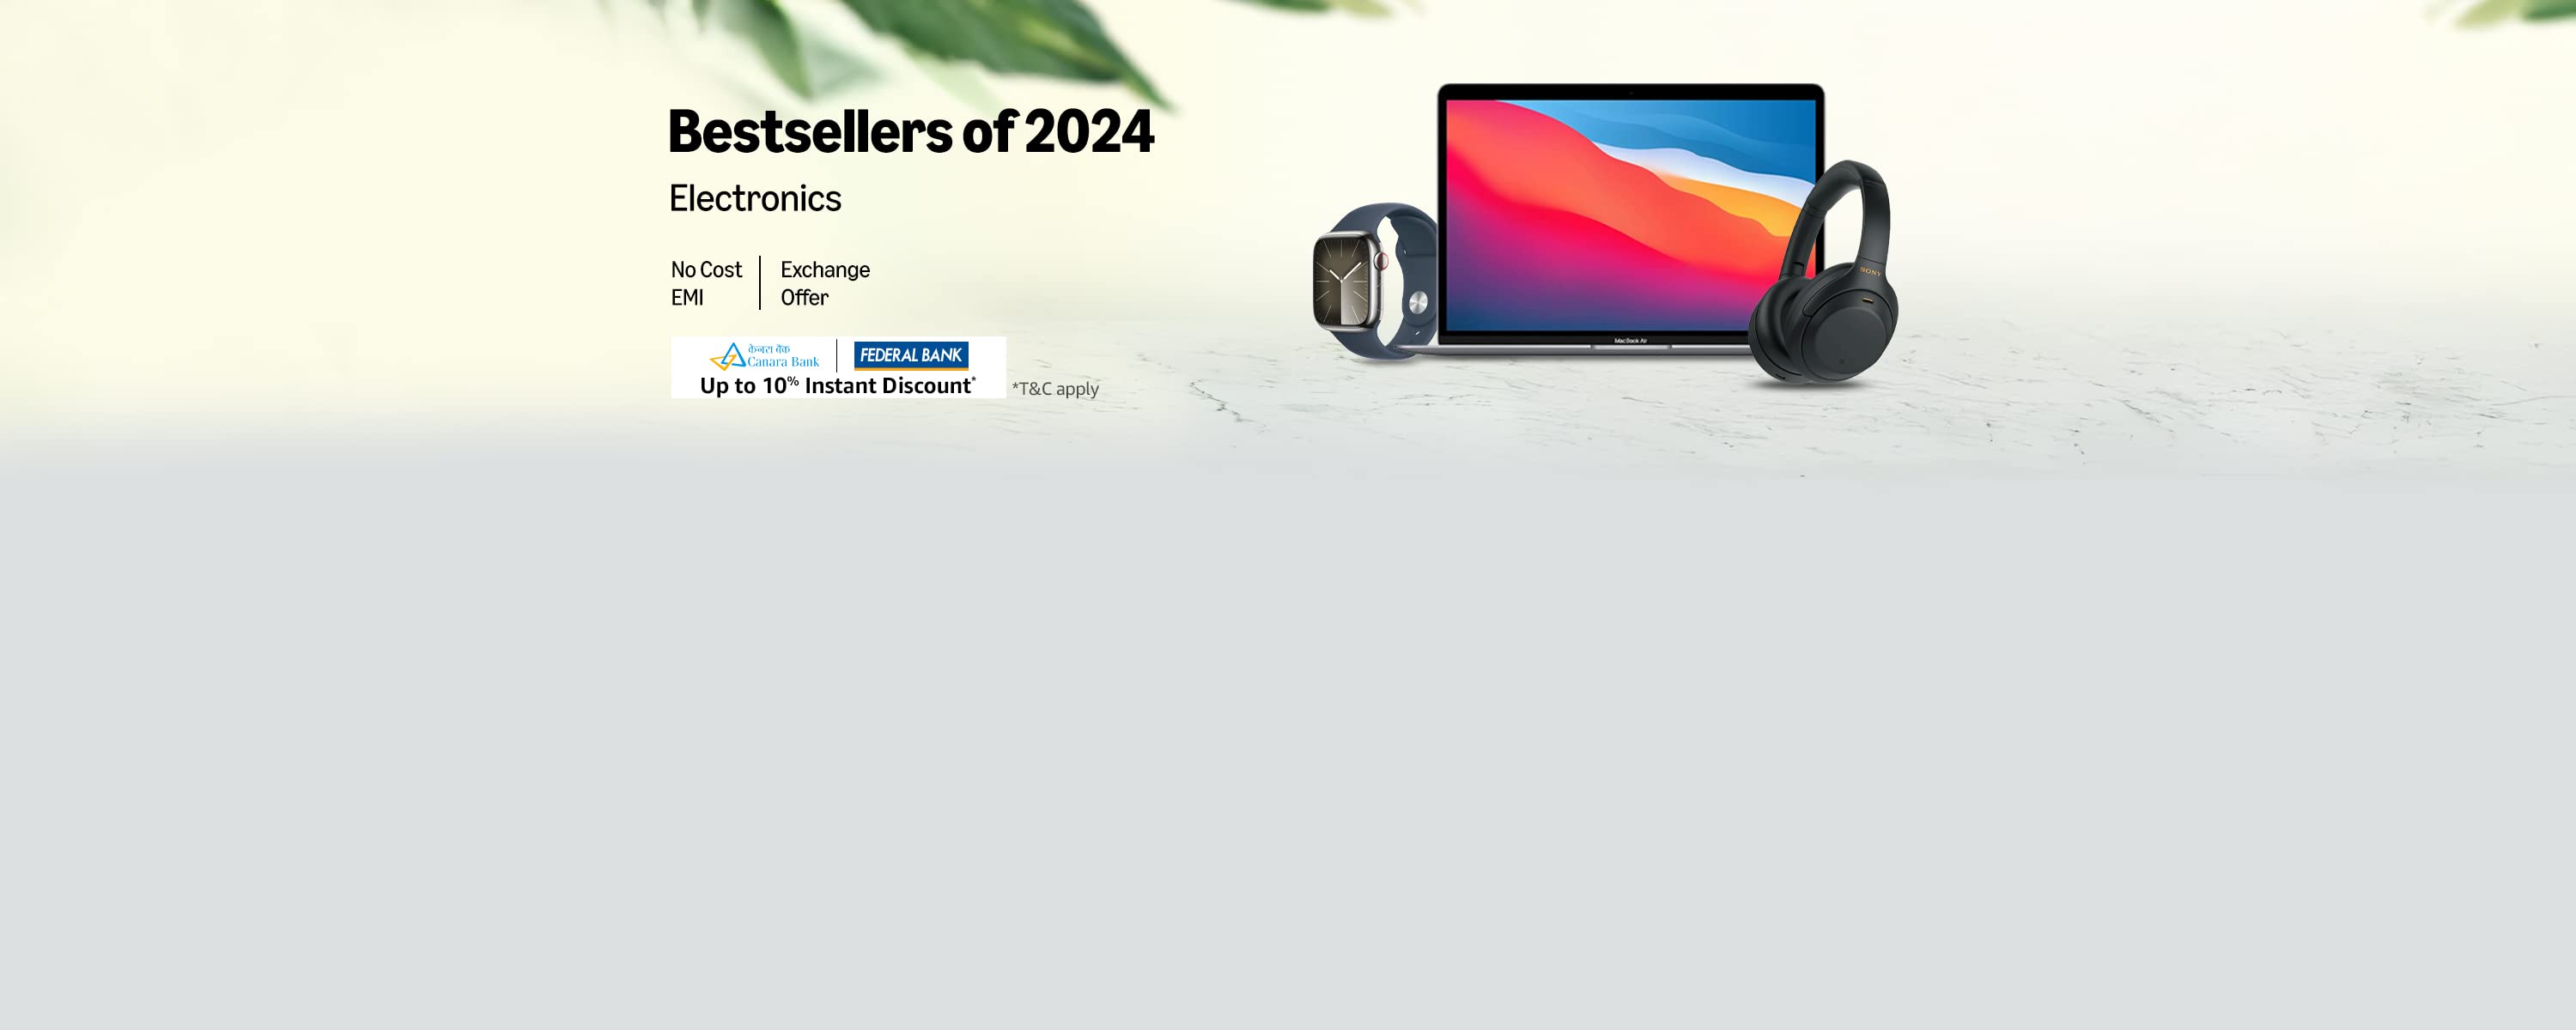 Bestsellers of 2024
Electronics
No Cost
EMI
Exchange
Offer
केनरा बैंक
Canara Bank
FEDERAL BANK
Up to 10% Instant Discount*
*T&C apply
MacBook Air
SONY